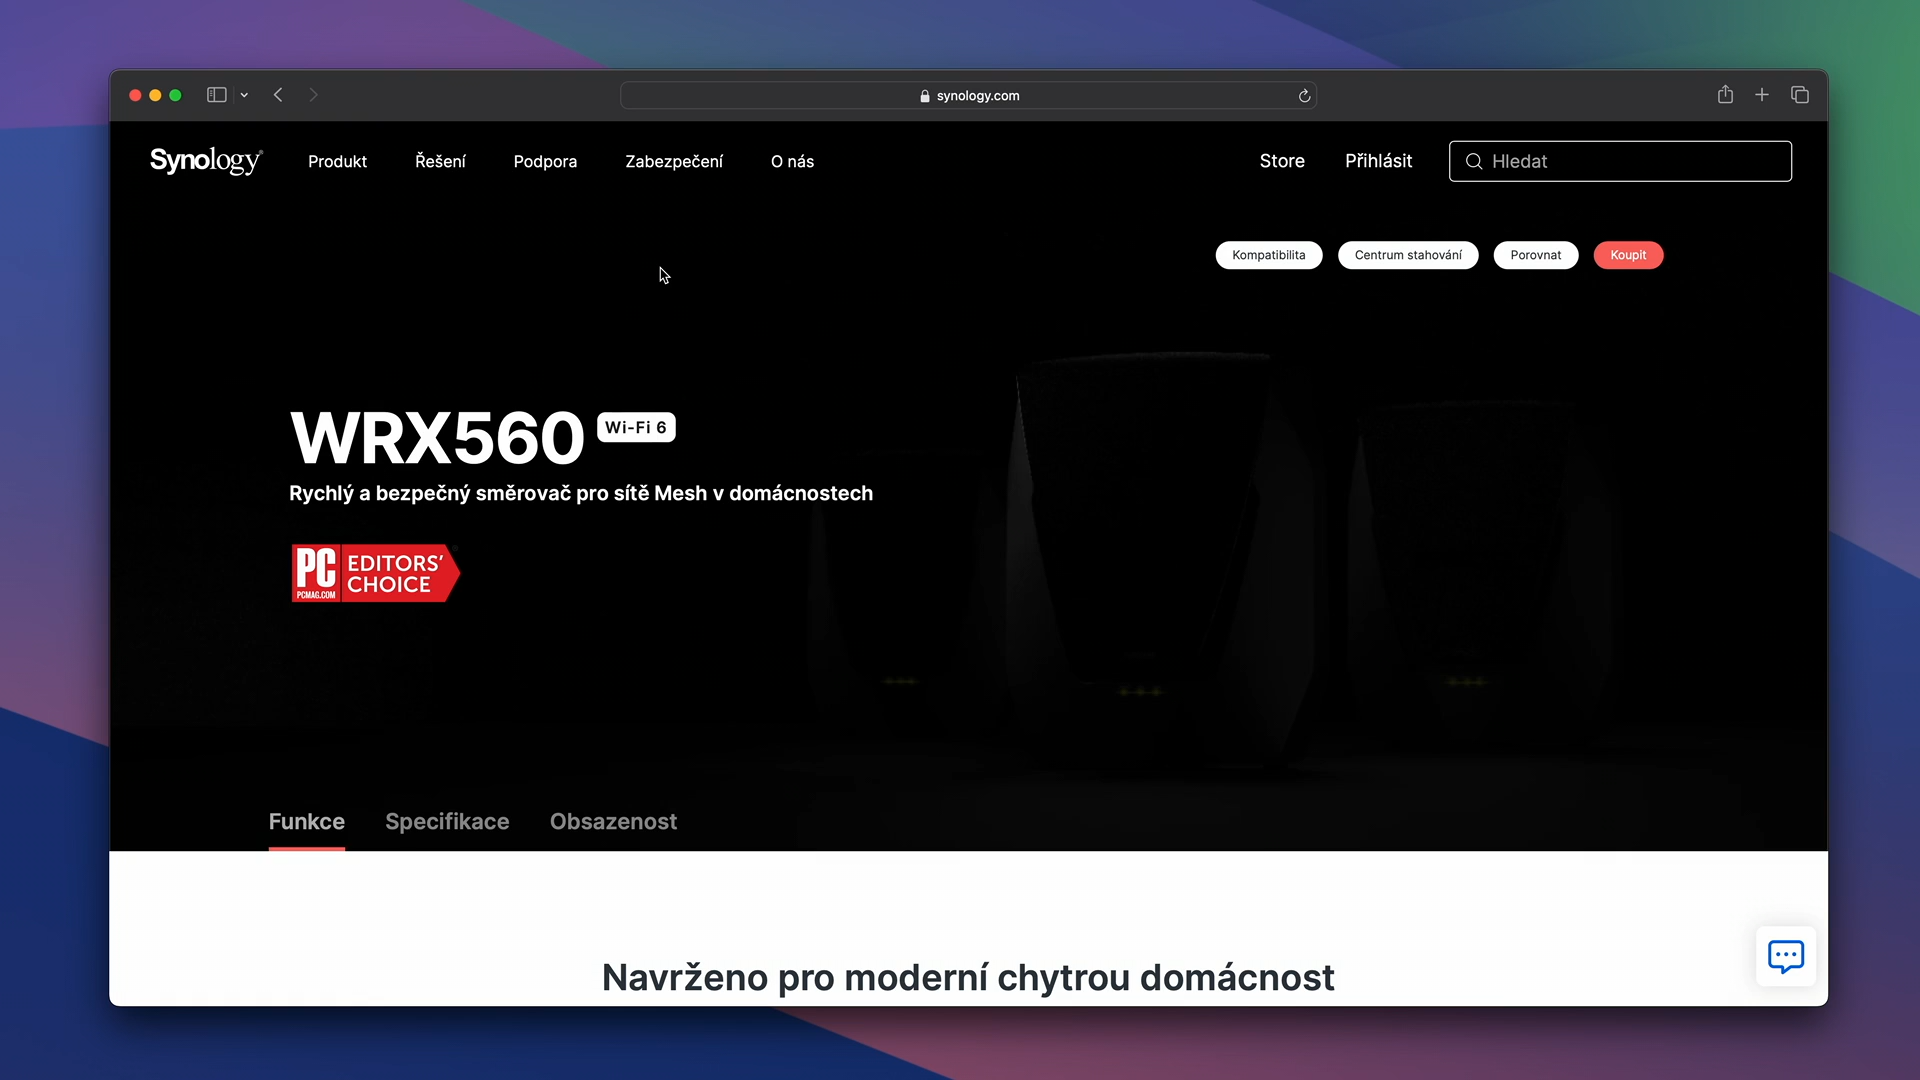 synology.com
Synology®
Produkt
Řešení
Podpora
Zabezpečení
O nás
Store
Přihlásit
Hledat
Kompatibilita
Centrum stahování
Porovnat
Koupit
WRX560 Wi-Fi 6
Rychlý a bezpečný směrovač pro sítě Mesh v domácnostech
PC
PCMAG.COM
EDITORS’
CHOICE
Funkce
Specifikace
Obsazenost
Navrženo pro moderní chytrou domácnost